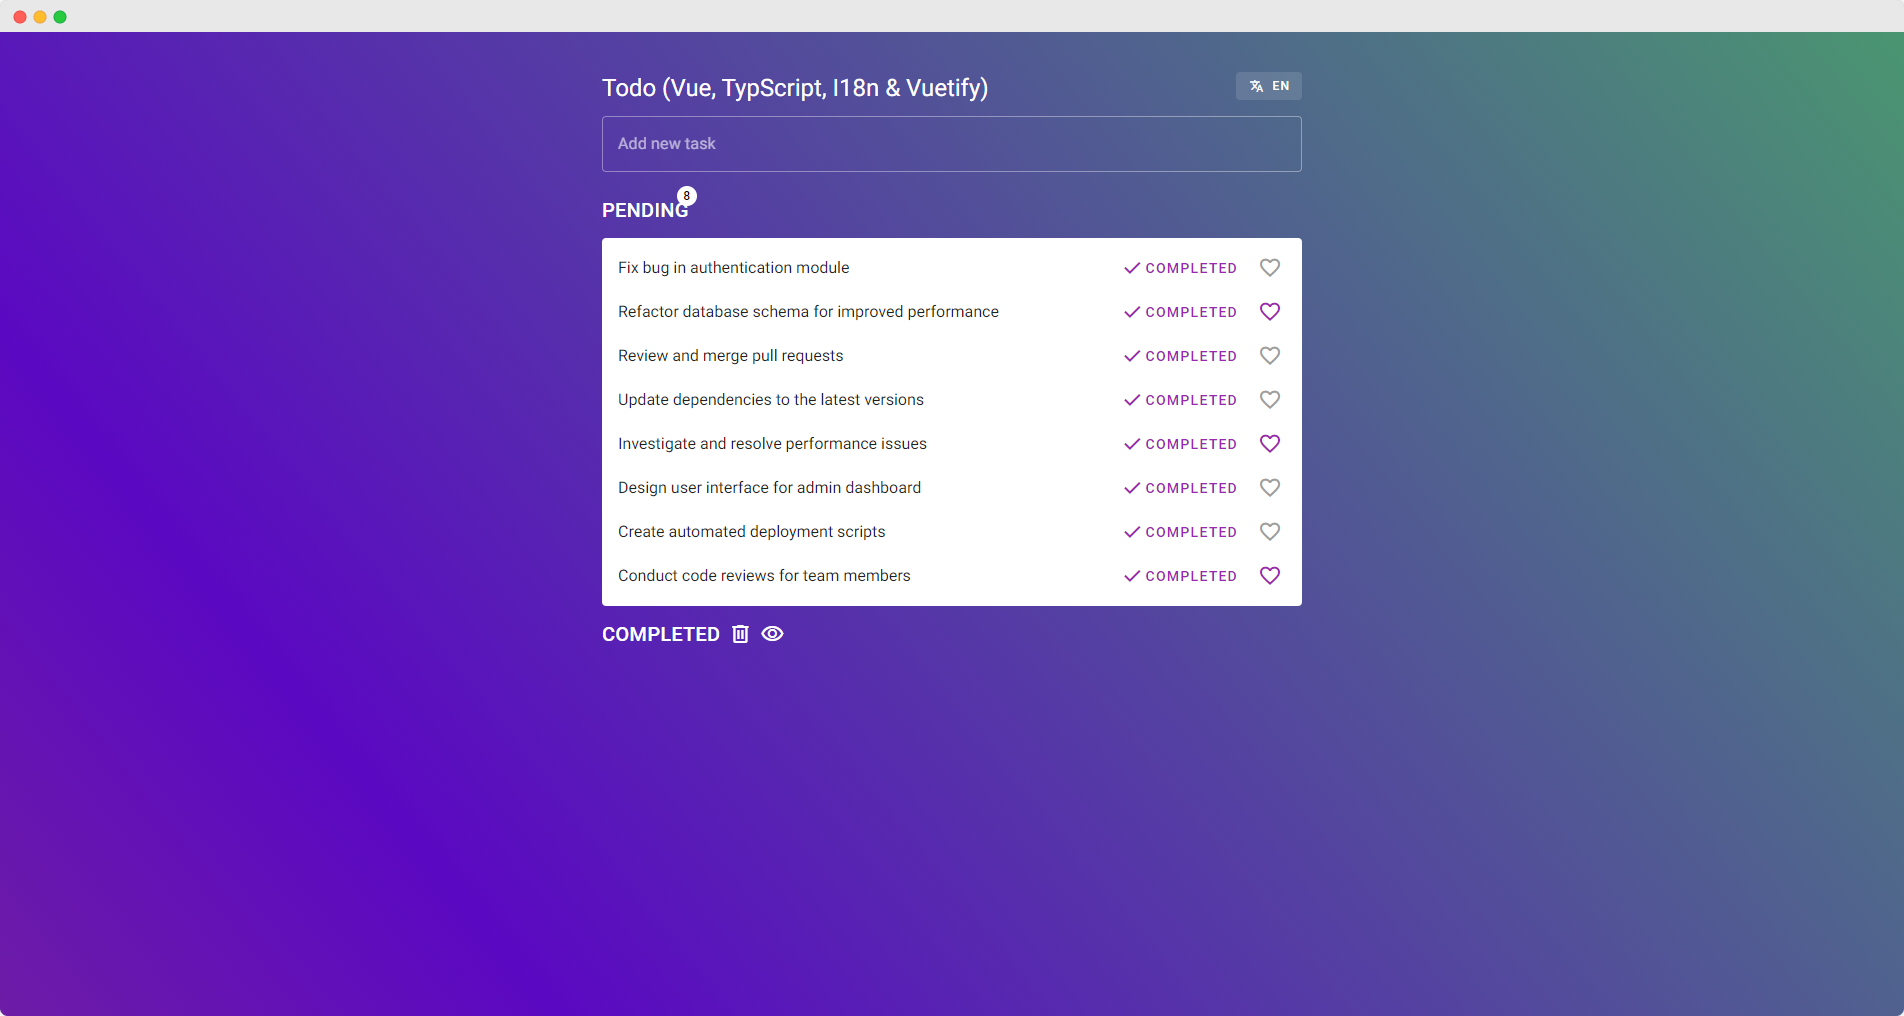 Todo (Vue, TypScript, I18n & Vuetify)
EN
Add new task
PENDING
8
Fix bug in authentication module COMPLETED
Refactor database schema for improved performance COMPLETED
Review and merge pull requests COMPLETED
Update dependencies to the latest versions COMPLETED
Investigate and resolve performance issues COMPLETED
Design user interface for admin dashboard COMPLETED
Create automated deployment scripts COMPLETED
Conduct code reviews for team members COMPLETED
COMPLETED